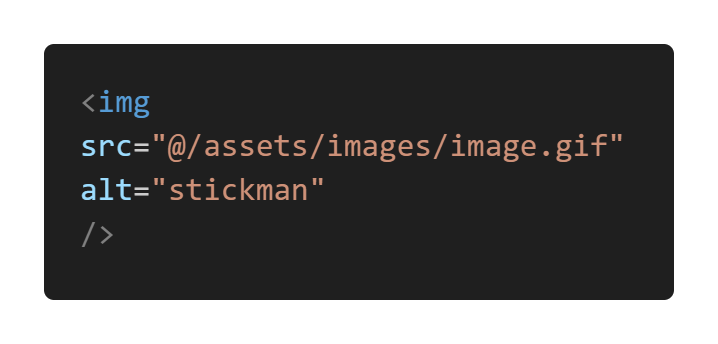 <img
src="@/assets/images/image.gif"
alt="stickman"
/>